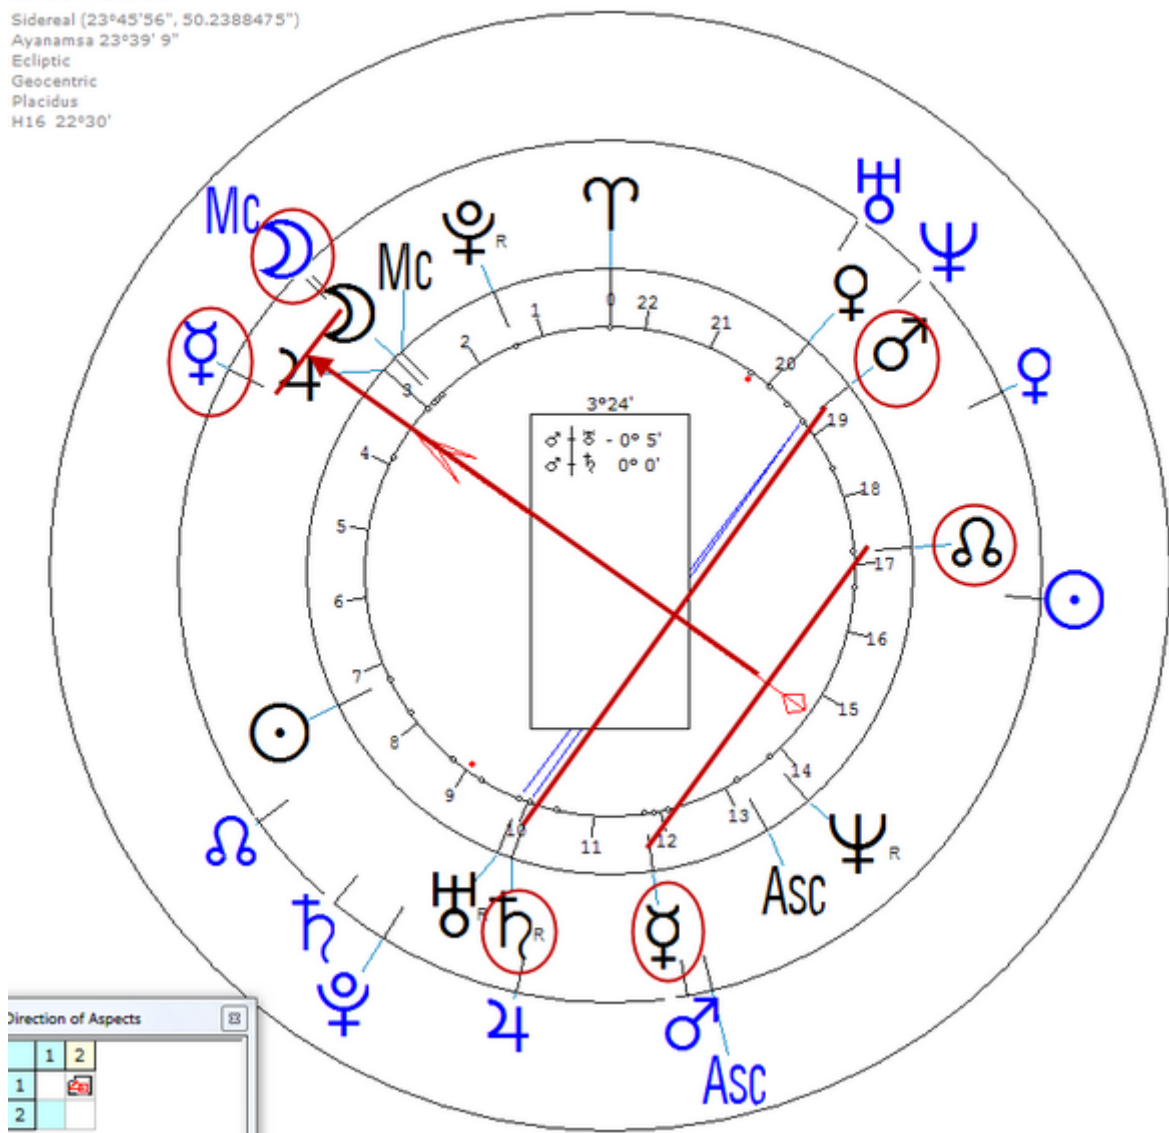 Sidereal (23°45'56", 50.2388475")
Ayanamsa 23°39' 9"
Ecliptic
Geocentric
Placidus
H16 22°30'
Mc ☽ ♇ R ♈ ♅ ♆
Mc ☽ ♀ ♂
☿ ♃ ♀
0 22 21 20 19 18 17 16 15 14 13 12 11 10 9 8 7 6 5 4 3 2 1
3°24'
♂ ♅ - 0° 5'
♂ ♄ 0° 0'
☊ ☉
☉
☊ ♅ R ♄ R ☿ Asc ♆ R
♄ ♇ ♃ ♂ Asc
Direction of Aspects
1 2
1
2